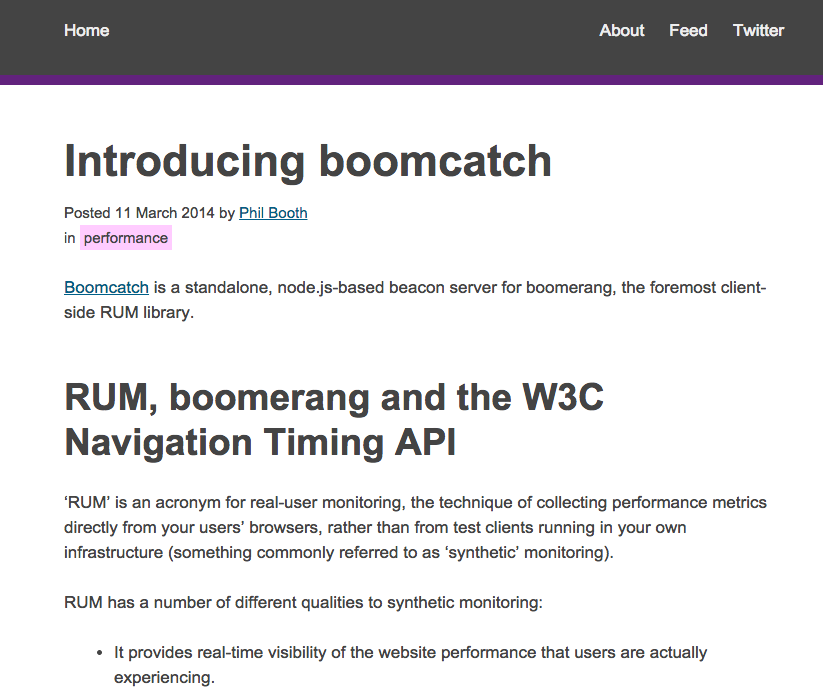 Home About Feed Twitter
Introducing boomcatch
Posted 11 March 2014 by Phil Booth
in performance
Boomcatch is a standalone, node.js-based beacon server for boomerang, the foremost client-
side RUM library.
RUM, boomerang and the W3C
Navigation Timing API
‘RUM’ is an acronym for real-user monitoring, the technique of collecting performance metrics
directly from your users’ browsers, rather than from test clients running in your own
infrastructure (something commonly referred to as ‘synthetic’ monitoring).
RUM has a number of different qualities to synthetic monitoring:
• It provides real-time visibility of the website performance that users are actually
experiencing.